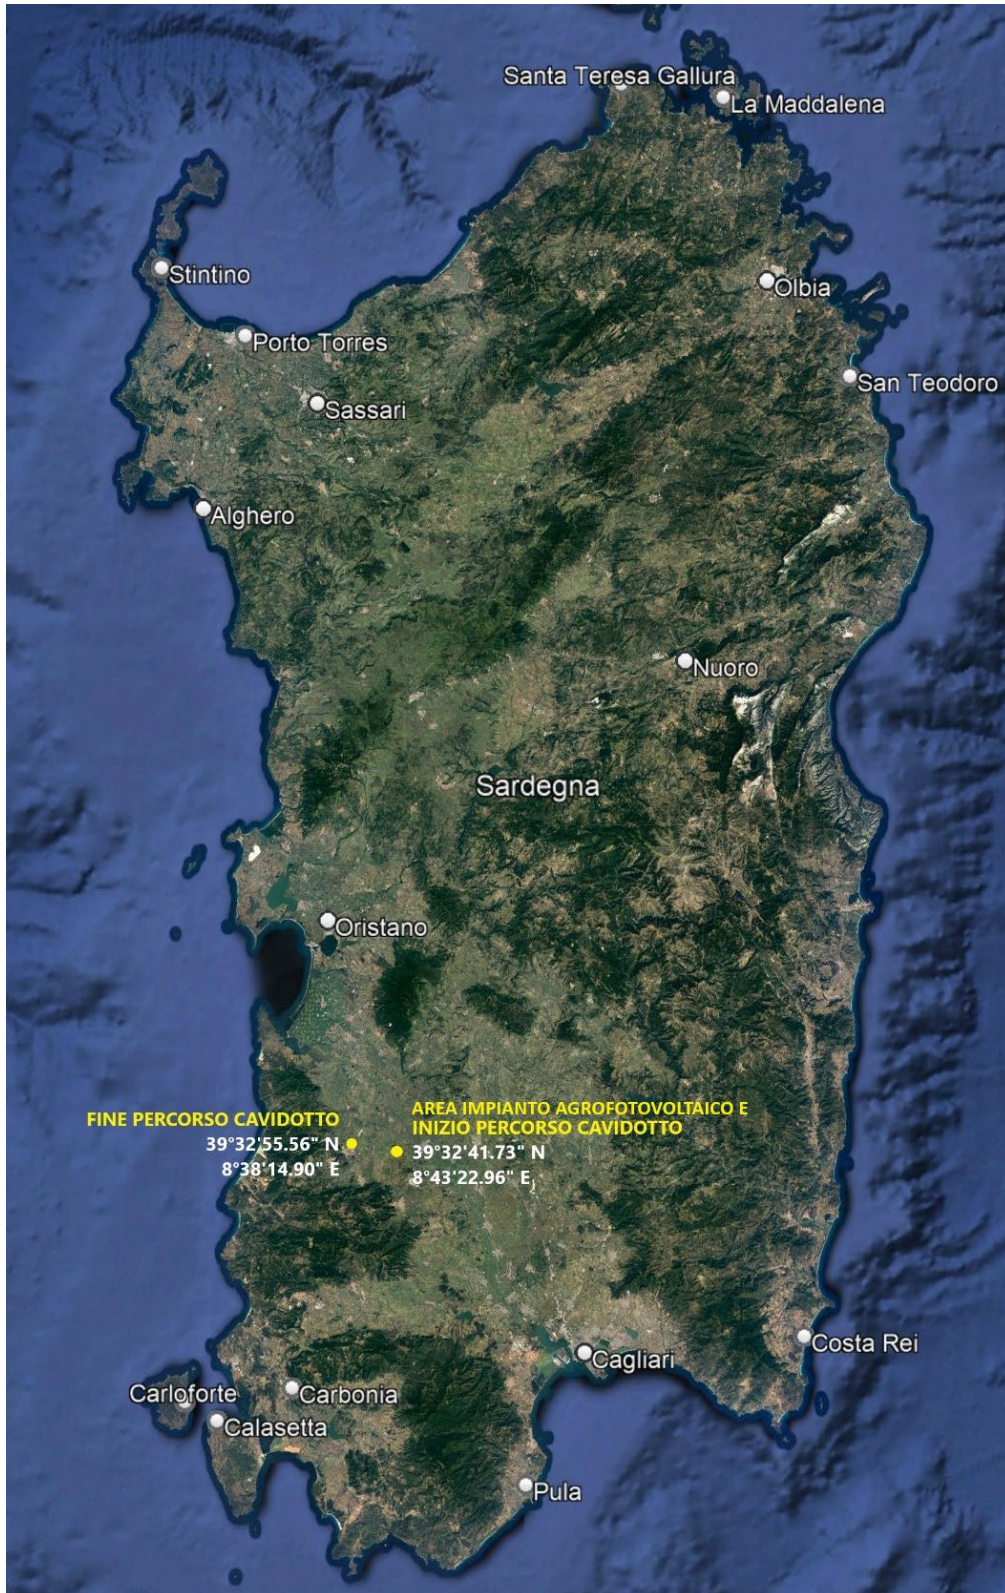 Santa Teresa Gallura
La Maddalena
Stintino
Olbia
Porto Torres
San Teodoro
Sassari
Alghero
Nuoro
Sardegna
Oristano
FINE PERCORSO CAVIDOTTO
39°32'55.56" N
8°38'14.90" E
AREA IMPIANTO AGROFOTOVOLTAICO E
INIZIO PERCORSO CAVIDOTTO
39°32'41.73" N
8°43'22.96" E
Costa Rei
Cagliari
Carloforte
Carbonia
Calasetta
Pula